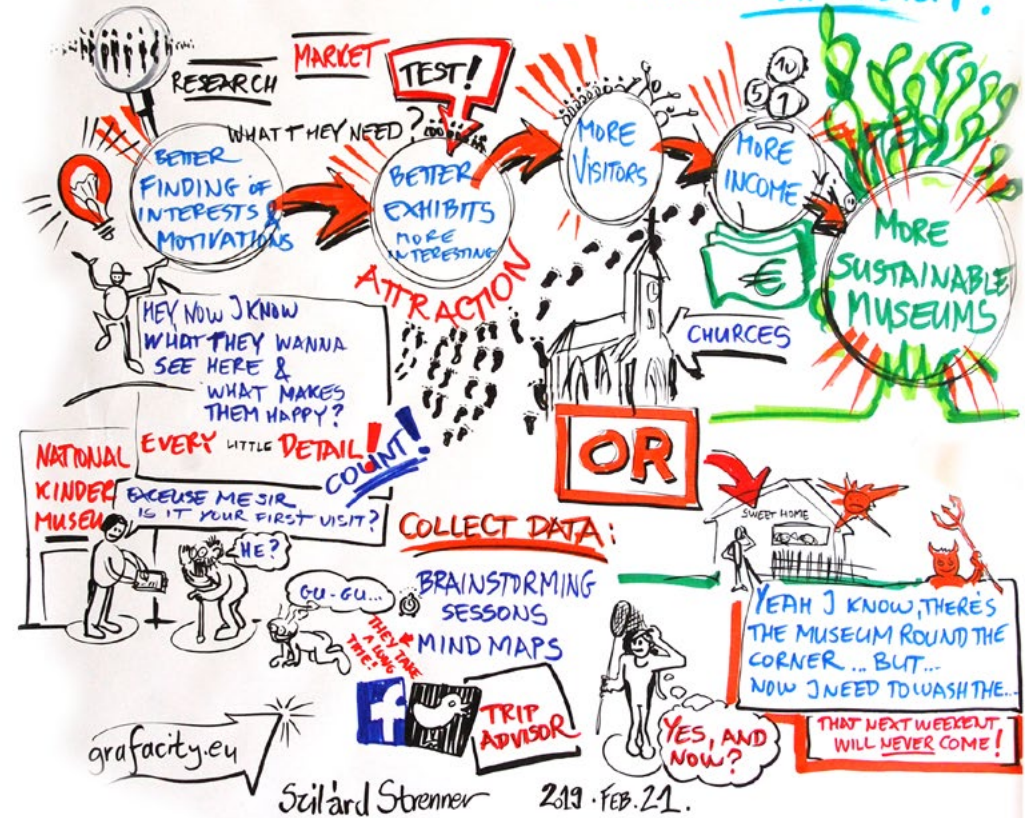 MARKET
RESEARCH
TEST!
WHAT THEY NEED?
BETTER
FINDING OF
INTERESTS &
MOTIVATIONS
BETTER
EXHIBITS
MORE
INTERESTING
ATTRACTION
MORE
VISITORS
10
5
1
MORE
INCOME
€
MORE
SUSTAINABLE
MUSEUMS
HEY, NOW I KNOW
WHAT THEY WANNA
SEE HERE &
WHAT MAKES
THEM HAPPY?
EVERY LITTLE DETAIL!
COUNT!
CHURCES
OR
NATIONAL
KINDER
MUSEU
EXCEUSE ME SIR
IS IT YOUR FIRST VISIT?
HE?
GU-GU...
COLLECT DATA:
BRAINSTORMING
SESSONS
& MIND MAPS
THEY TAKE
A LONG
TIME!
f
TRIP
ADVISOR
SWEET HOME
YEAH I KNOW, THERE'S
THE MUSEUM ROUND THE
CORNER ... BUT...
NOW I NEED TO WASH THE...
THAT NEXT WEEKENT
WILL NEVER COME!
YES, AND
NOW?
grafacity.eu
Szilárd Strenner 2019. FEB. 21.